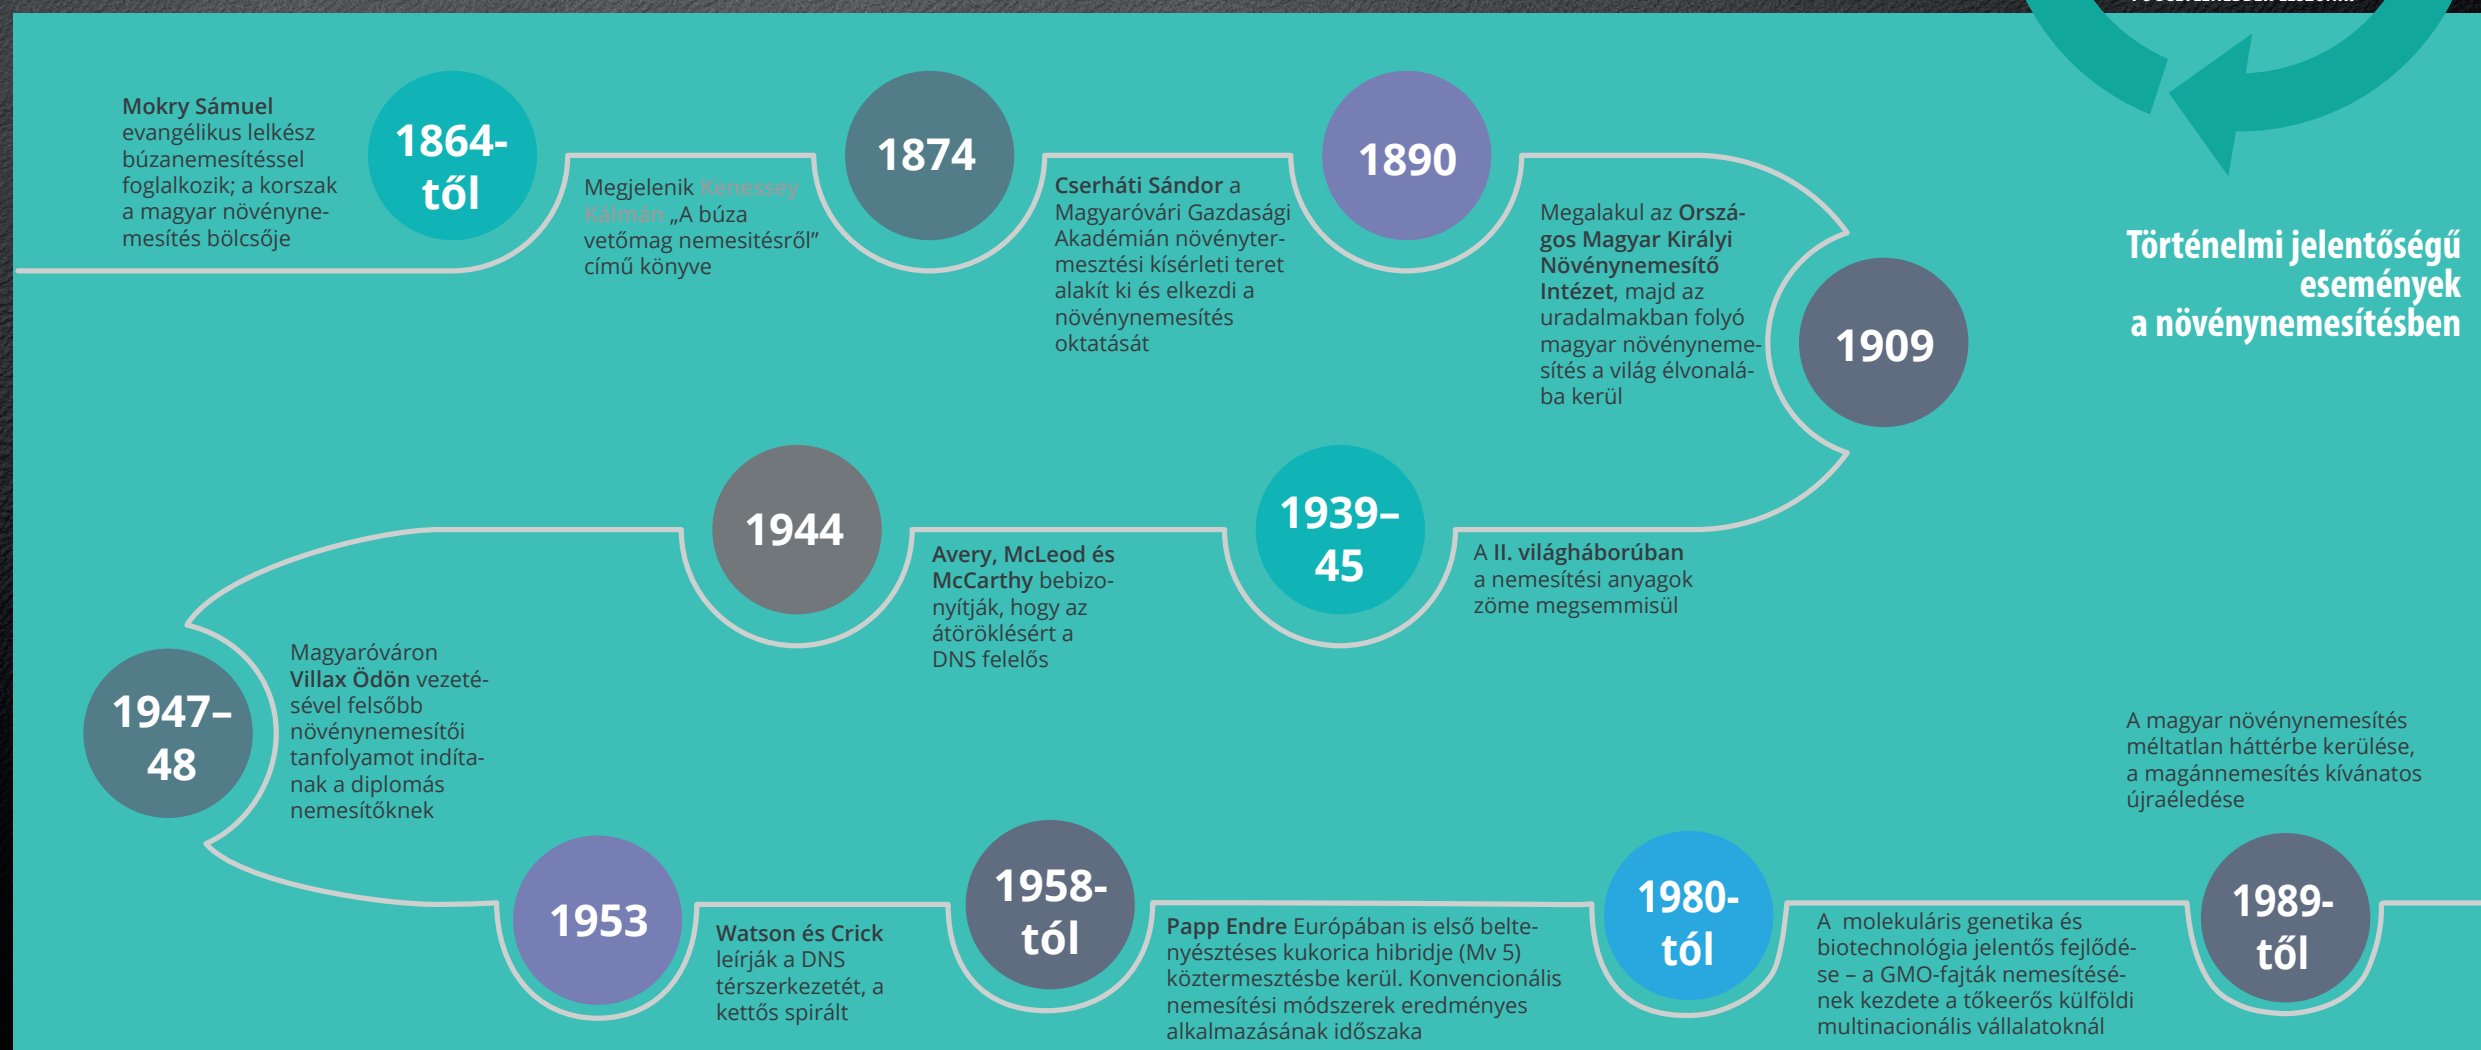 Mokry Sámuel
evangélikus lelkész
búzanemesítéssel
foglalkozik; a korszak
a magyar növényne-
mesítés bölcsője
1864-
től
Megjelenik Kenessey
Kálmán „A búza
vetőmag nemesitésről”
című könyve
1874
Cserháti Sándor a
Magyaróvári Gazdasági
Akadémián növényter-
mesztési kísérleti teret
alakít ki és elkezdi a
növénynemesítés
oktatását
1890
Megalakul az Orszá-
gos Magyar Királyi
Növénynemesítő
Intézet, majd az
uradalmakban folyó
magyar növényneme-
sítés a világ élvonalá-
ba kerül
1909
Történelmi jelentőségű
események
a növénynemesítésben
A II. világháborúban
a nemesítési anyagok
zöme megsemmisül
1939–
45
Avery, McLeod és
McCarthy bebizo-
nyítják, hogy az
átöröklésért a
DNS felelős
1944
Magyaróváron
Villax Ödön vezeté-
sével felsőbb
növénynemesítői
tanfolyamot indíta-
nak a diplomás
nemesítőknek
1947–
48
1953
Watson és Crick
leírják a DNS
térszerkezetét, a
kettős spirált
1958-
tól
Papp Endre Európában is első belte-
nyésztéses kukorica hibridje (Mv 5)
köztermesztésbe kerül. Konvencionális
nemesítési módszerek eredményes
alkalmazásának időszaka
1980-
tól
A molekuláris genetika és
biotechnológia jelentős fejlődé-
se – a GMO-fajták nemesítésé-
nek kezdete a tőkeerős külföldi
multinacionális vállalatoknál
A magyar növénynemesítés
méltatlan háttérbe kerülése,
a magánnemesítés kívánatos
újraéledése
1989-
től